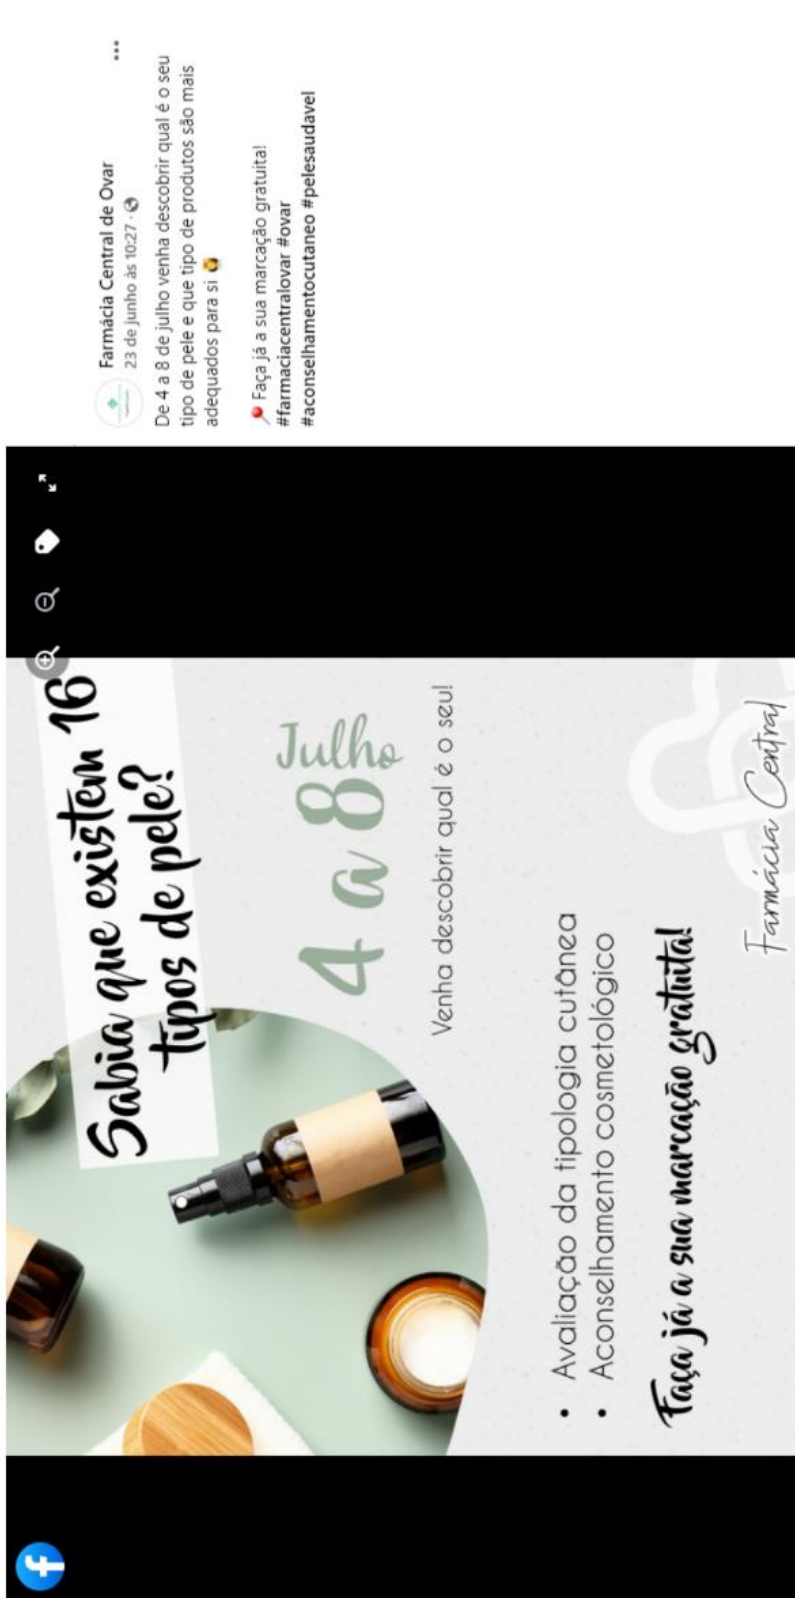 Sabia que existem 16
tipos de pele?
Julho
4 a 8
Venha descobrir qual é o seu!
• Avaliação da tipologia cutânea
• Aconselhamento cosmetológico
Faça já a sua marcação gratuita!
Farmácia Central
Farmácia Central de Ovar
23 de junho às 10:27 ·
De 4 a 8 de julho venha descobrir qual é o seu
tipo de pele e que tipo de produtos são mais
adequados para si
Faça já a sua marcação gratuita!
#farmaciacentralovar #ovar
#aconselhamentocutaneo #pelesaudavel